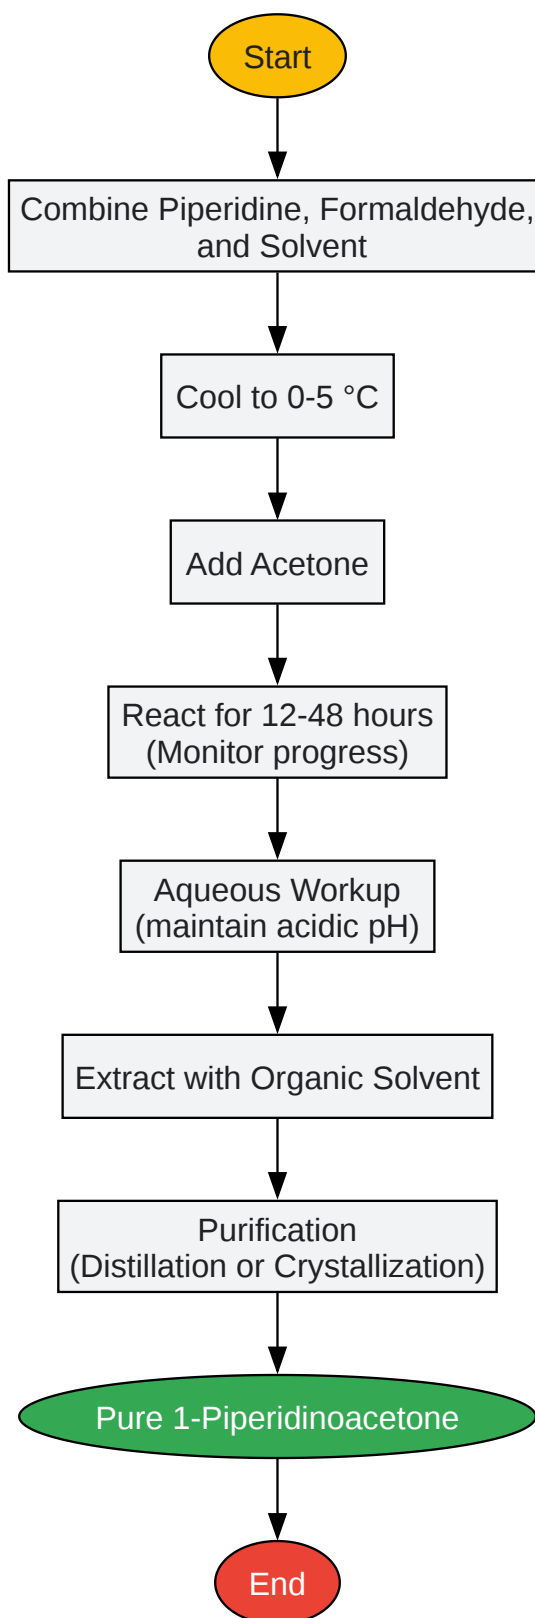 Start
Combine Piperidine, Formaldehyde,
and Solvent
Cool to 0-5 °C
Add Acetone
React for 12-48 hours
(Monitor progress)
Aqueous Workup
(maintain acidic pH)
Extract with Organic Solvent
Purification
(Distillation or Crystallization)
Pure 1-Piperidinoacetone
End